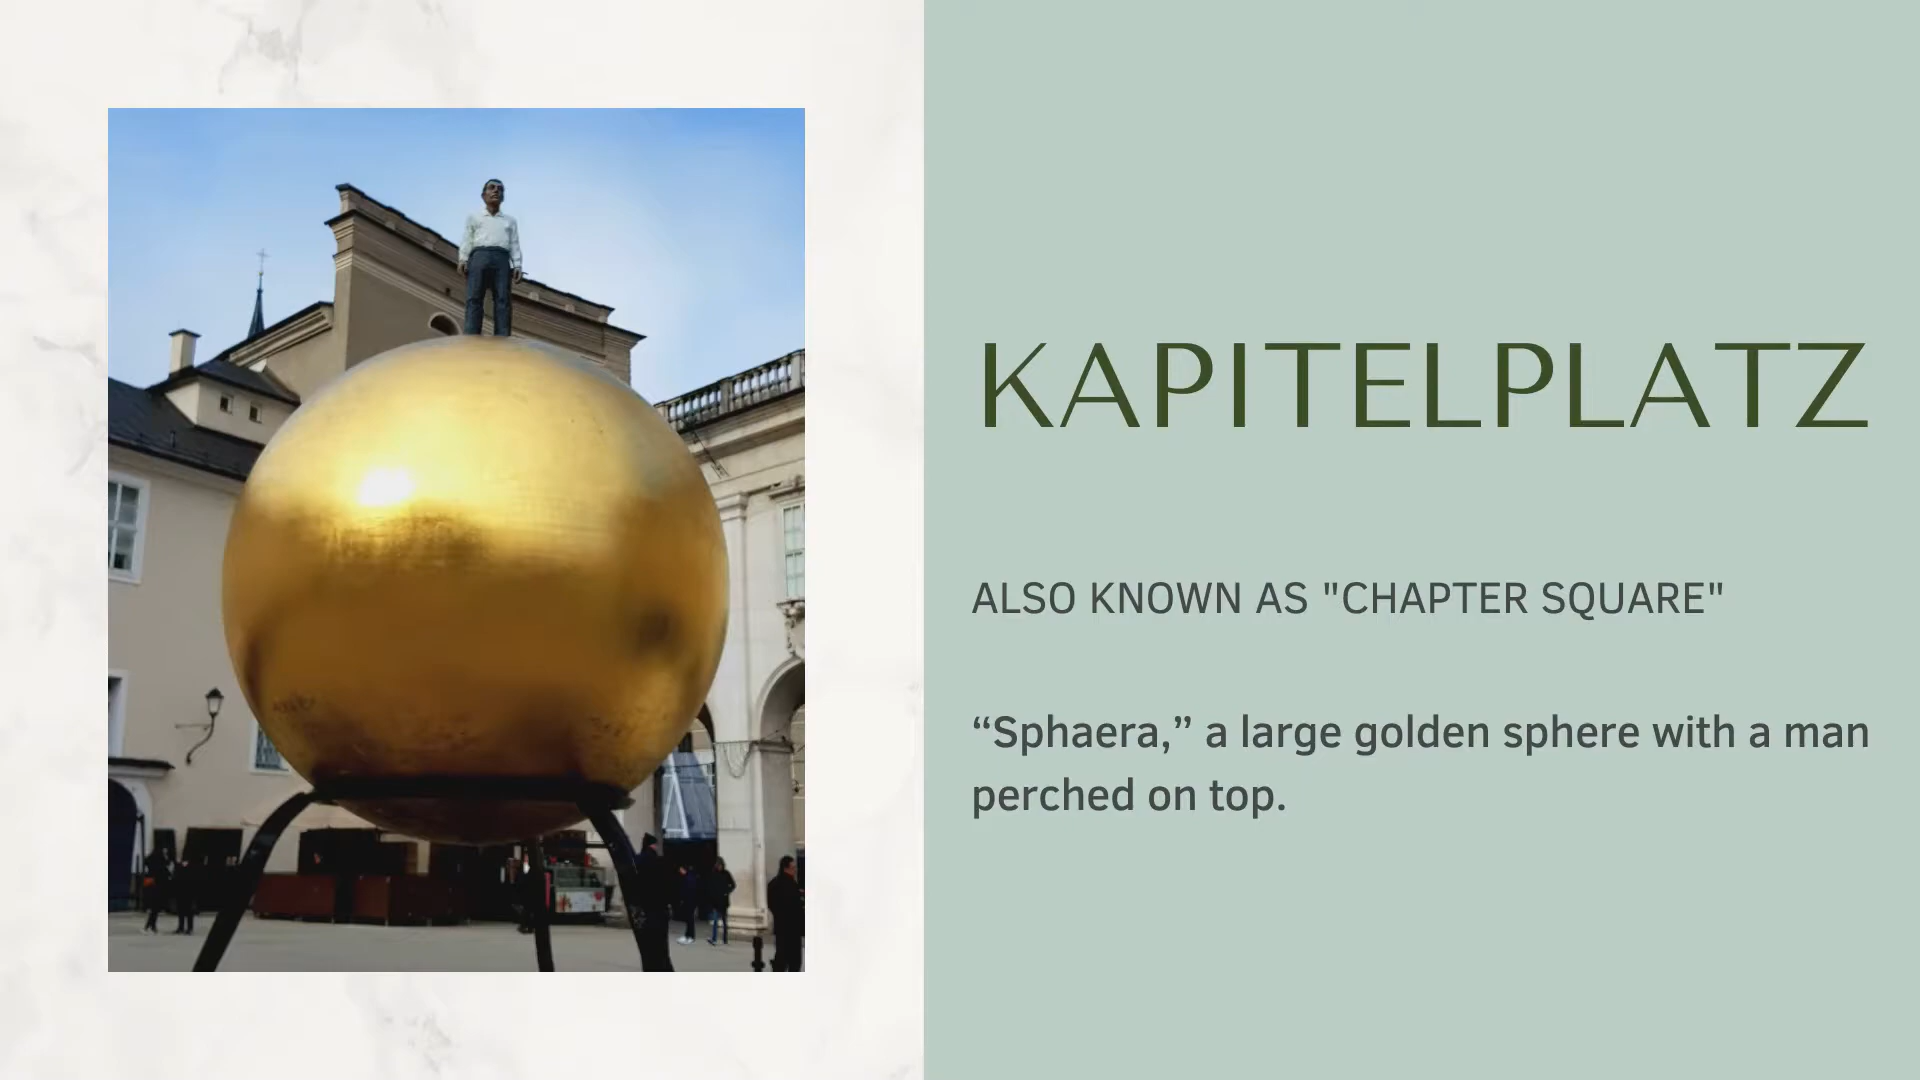 KAPITELPLATZ
ALSO KNOWN AS "CHAPTER SQUARE"
“Sphaera,” a large golden sphere with a man
perched on top.